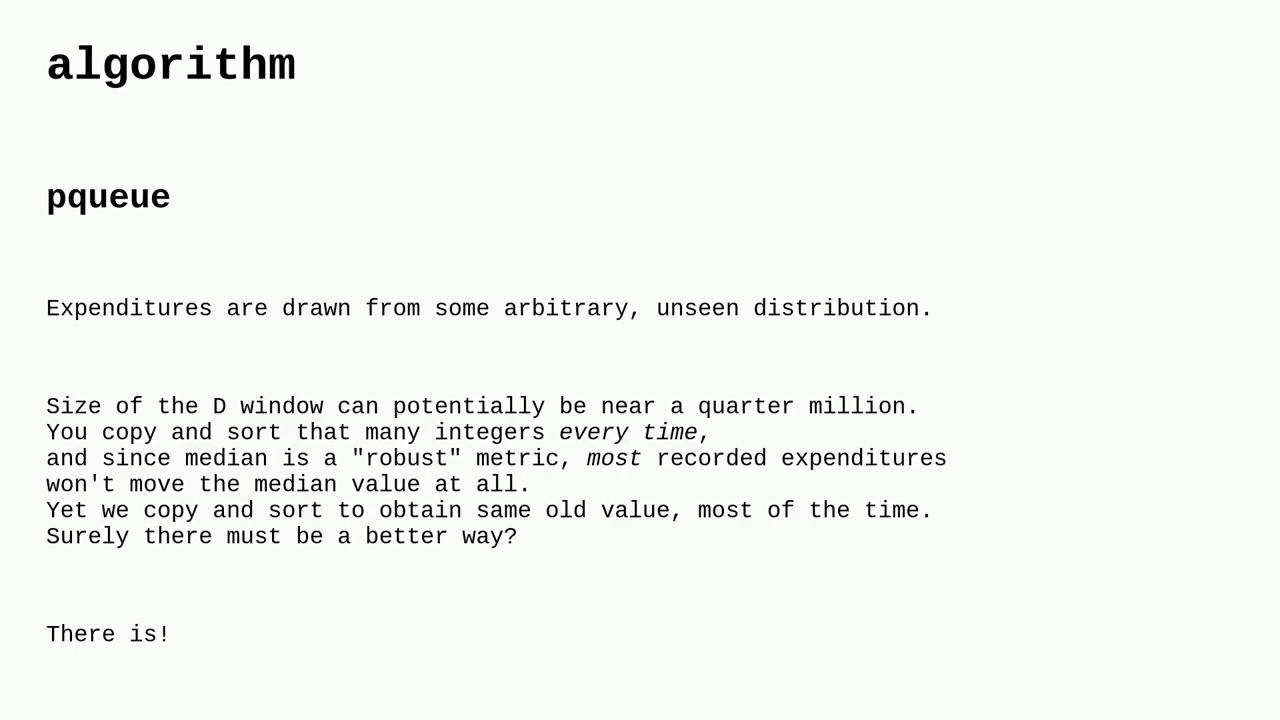 algorithm
pqueue
Expenditures are drawn from some arbitrary, unseen distribution.
Size of the D window can potentially be near a quarter million.
You copy and sort that many integers every time,
and since median is a "robust" metric, most recorded expenditures
won't move the median value at all.
Yet we copy and sort to obtain same old value, most of the time.
Surely there must be a better way?
There is!